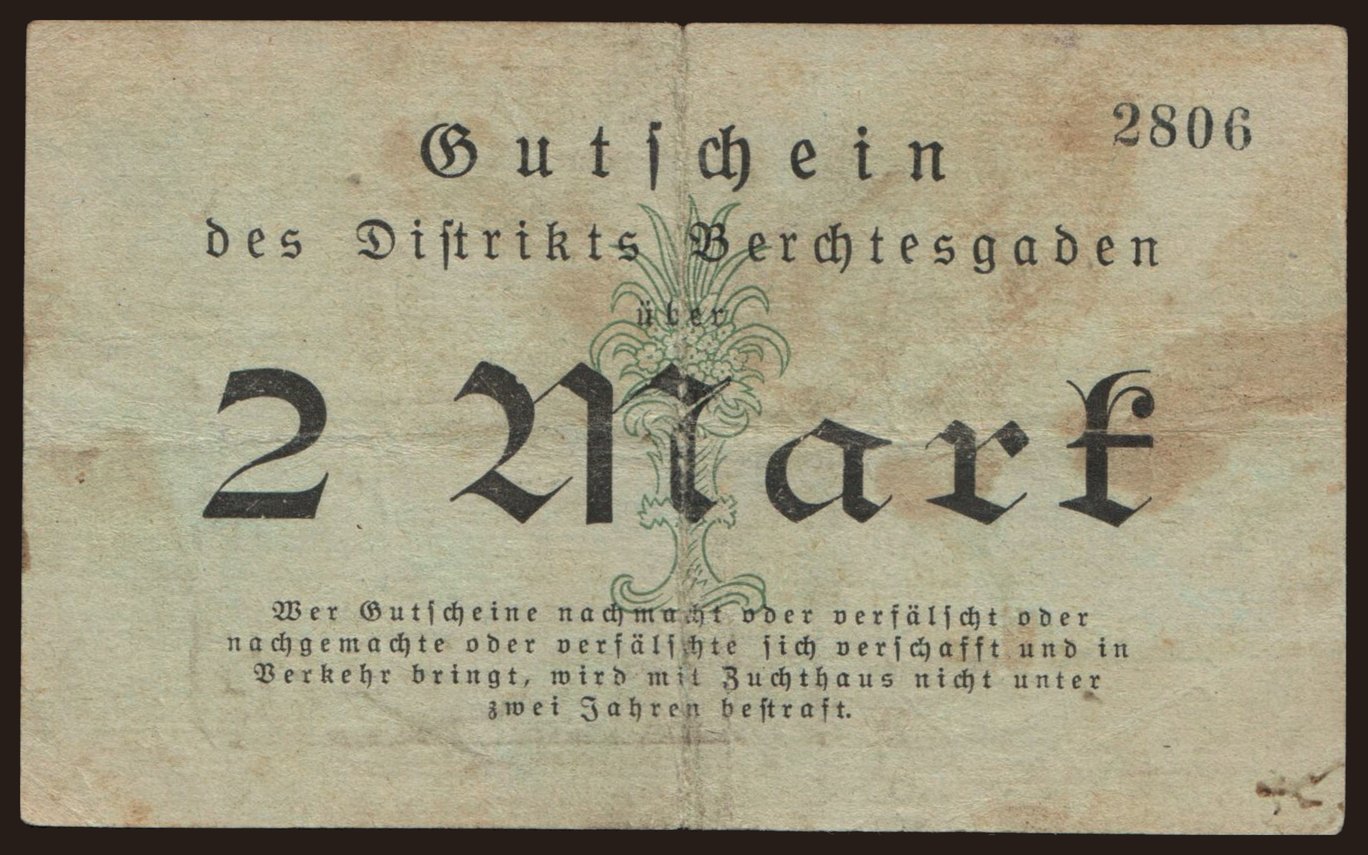 2806
Gutschein
des Distrikts Berchtesgaden
über
2 Mark
Wer Gutscheine nachmacht oder verfälscht oder
nachgemachte oder verfälschte sich verschafft und in
Verkehr bringt, wird mit Zuchthaus nicht unter
zwei Jahren bestraft.